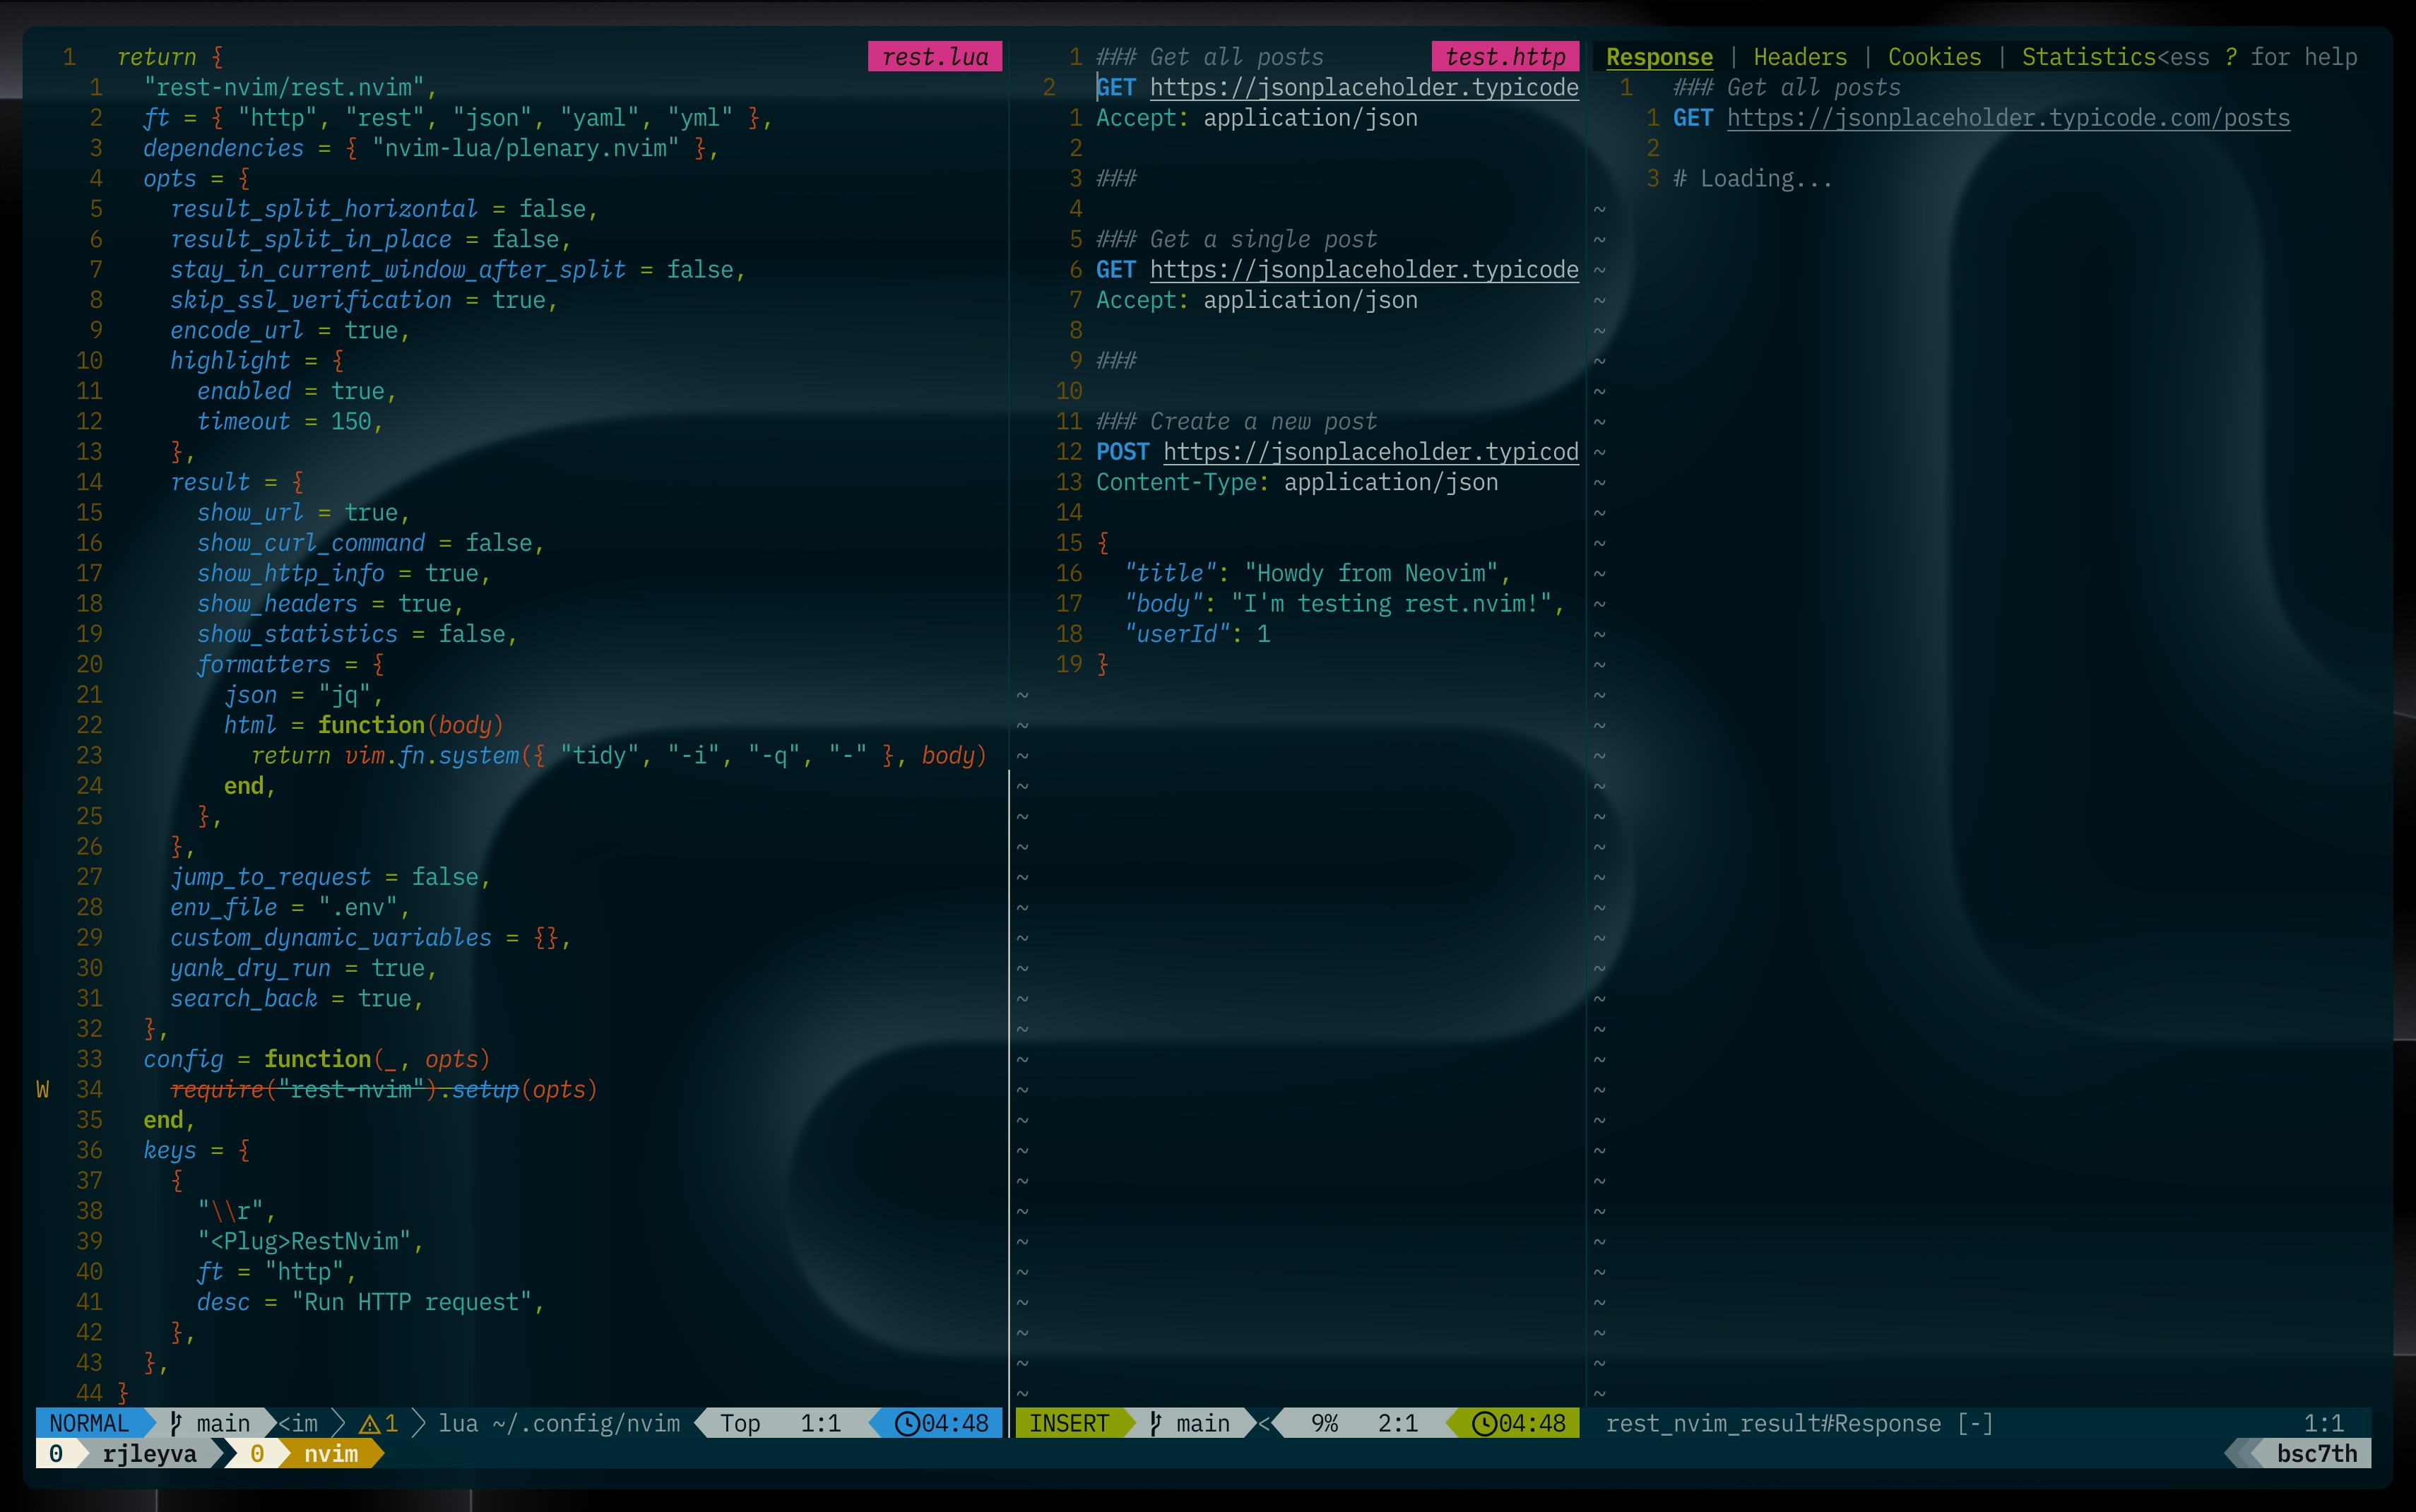 1 return { rest.lua
1 "rest-nvim/rest.nvim",
2 ft = { "http", "rest", "json", "yaml", "yml" },
3 dependencies = { "nvim-lua/plenary.nvim" },
4 opts = {
5 result_split_horizontal = false,
6 result_split_in_place = false,
7 stay_in_current_window_after_split = false,
8 skip_ssl_verification = true,
9 encode_url = true,
10 highlight = {
11 enabled = true,
12 timeout = 150,
13 },
14 result = {
15 show_url = true,
16 show_curl_command = false,
17 show_http_info = true,
18 show_headers = true,
19 show_statistics = false,
20 formatters = {
21 json = "jq",
22 html = function(body)
23 return vim.fn.system({ "tidy", "-i", "-q", "-" }, body)
24 end,
25 },
26 },
27 jump_to_request = false,
28 env_file = ".env",
29 custom_dynamic_variables = {},
30 yank_dry_run = true,
31 search_back = true,
32 },
33 config = function(_, opts)
W 34 require("rest-nvim").setup(opts)
35 end,
36 keys = {
37 {
38 "\\r",
39 "<Plug>RestNvim",
40 ft = "http",
41 desc = "Run HTTP request",
42 },
43 },
44 }
NORMAL main <im 1 lua ~/.config/nvim Top 1:1 04:48
1 ### Get all posts test.http
2 GET https://jsonplaceholder.typicode
1 Accept: application/json
2
3 ###
4
5 ### Get a single post
6 GET https://jsonplaceholder.typicode
7 Accept: application/json
8
9 ###
10
11 ### Create a new post
12 POST https://jsonplaceholder.typicod
13 Content-Type: application/json
14
15 {
16 "title": "Howdy from Neovim",
17 "body": "I'm testing rest.nvim!",
18 "userId": 1
19 }
INSERT main < 9% 2:1 04:48
Response | Headers | Cookies | Statistics<ess ? for help
1 ### Get all posts
1 GET https://jsonplaceholder.typicode.com/posts
2
3 # Loading...
rest_nvim_result#Response [-] 1:1
0 rjleyva 0 nvim bsc7th